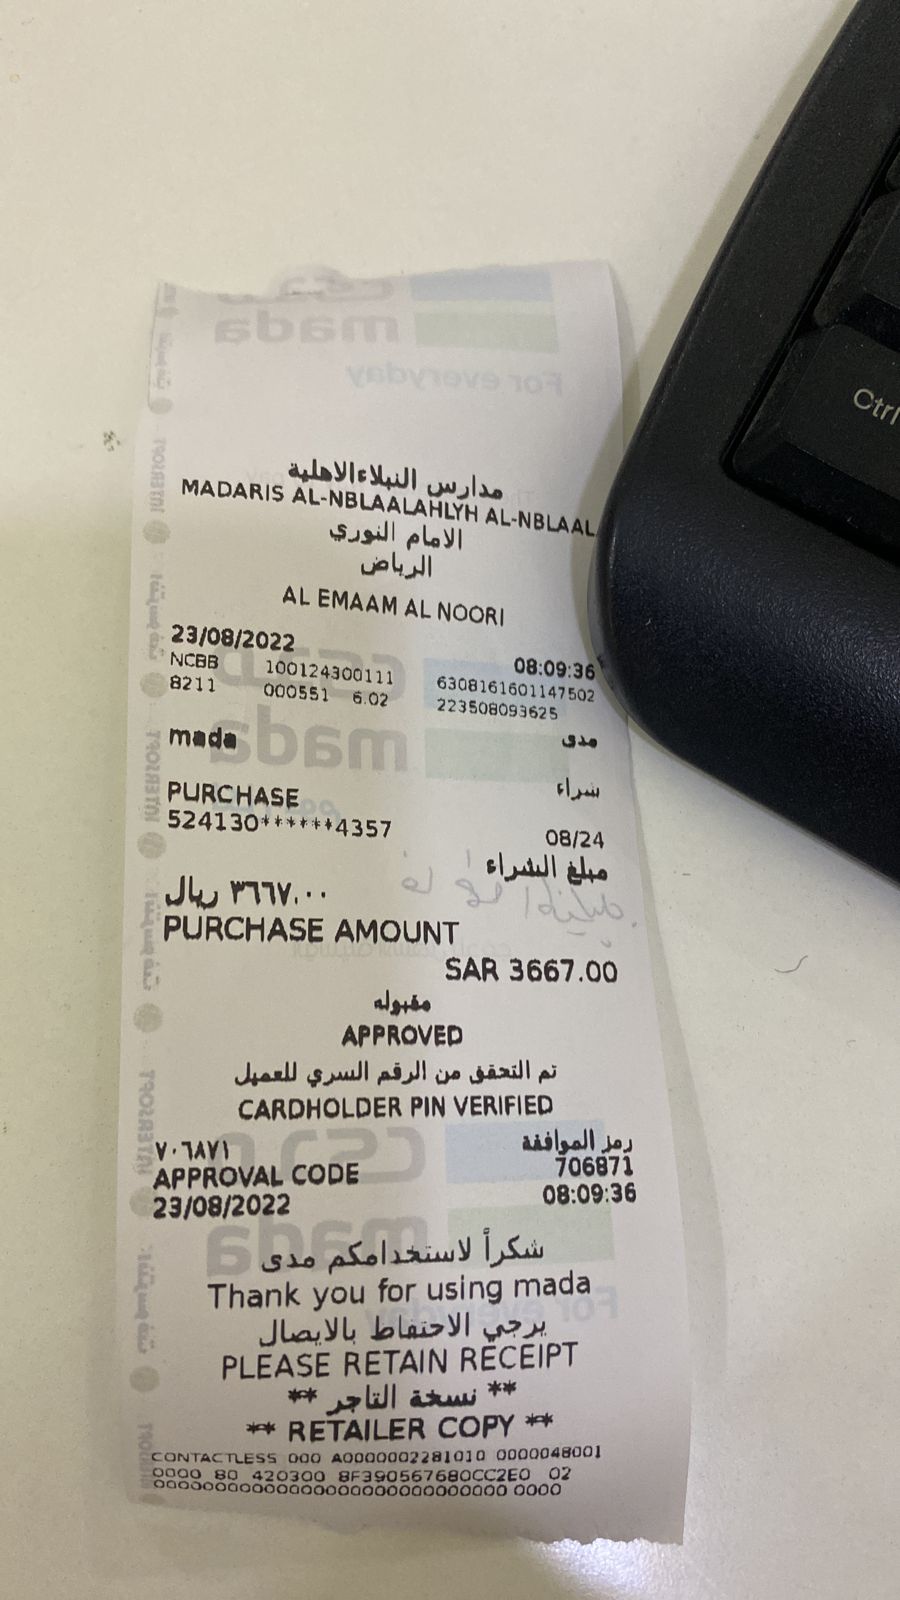 مدارس النبلاءالاهلية
MADARIS AL-NBLAALAHLYH AL-NBLAAL
الامام النوري
الرياض
AL EMAAM AL NOORI
23/08/2022 08:09:36
NCBB 100124300111 6308161601147502
8211 000551 6.02 223508093625
mada مدى
PURCHASE شراء
524130******4357 08/24
مبلغ الشراء
٣٦٦٧.٠٠ ريال
PURCHASE AMOUNT
SAR 3667.00
مقبوله
APPROVED
تم التحقق من الرقم السري للعميل
CARDHOLDER PIN VERIFIED
٧٠٦٨٧١ رمز الموافقة
APPROVAL CODE 706871
23/08/2022 08:09:36
شكراً لاستخدامكم مدى
Thank you for using mada
يرجي الاحتفاظ بالايصال
PLEASE RETAIN RECEIPT
** نسخة التاجر **
** RETAILER COPY **
CONTACTLESS 000 A0000002281010 0000048001
0000 80 420300 8F390567680CC2E0 02
Ctrl